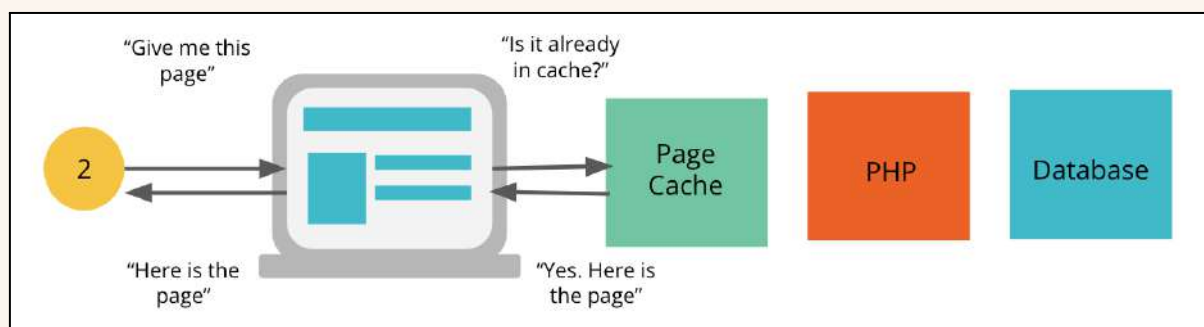 “Give me this
page”
“Is it already
in cache?”
2
Page
Cache
PHP
Database
“Here is the
page”
“Yes. Here is
the page”